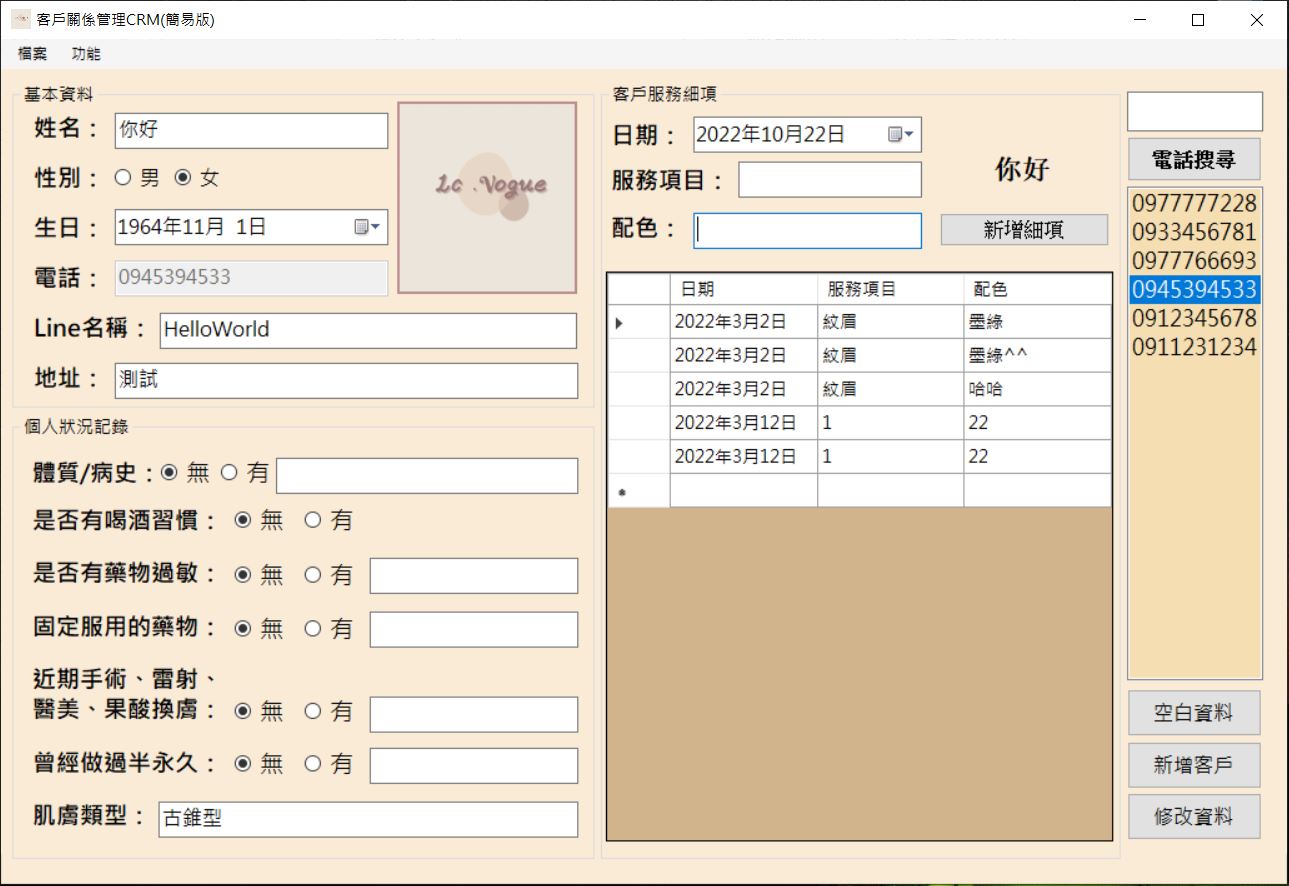 客戶關係管理CRM(簡易版)
檔案 功能
基本資料
姓名： 你好
性別： 男 女
生日： 1964年11月 1日
電話： 0945394533
Line名稱： HelloWorld
地址： 測試
Lc .Vogue
個人狀況記錄
體質/病史： 無 有
是否有喝酒習慣： 無 有
是否有藥物過敏： 無 有
固定服用的藥物： 無 有
近期手術、雷射、
醫美、果酸換膚： 無 有
曾經做過半永久： 無 有
肌膚類型： 古錐型
客戶服務細項
日期： 2022年10月22日
服務項目：
配色：
你好
新增細項
日期 服務項目 配色
2022年3月2日 紋眉 墨綠
2022年3月2日 紋眉 墨綠^^
2022年3月2日 紋眉 哈哈
2022年3月12日 1 22
2022年3月12日 1 22
電話搜尋
0977777228
0933456781
0977766693
0945394533
0912345678
0911231234
空白資料
新增客戶
修改資料